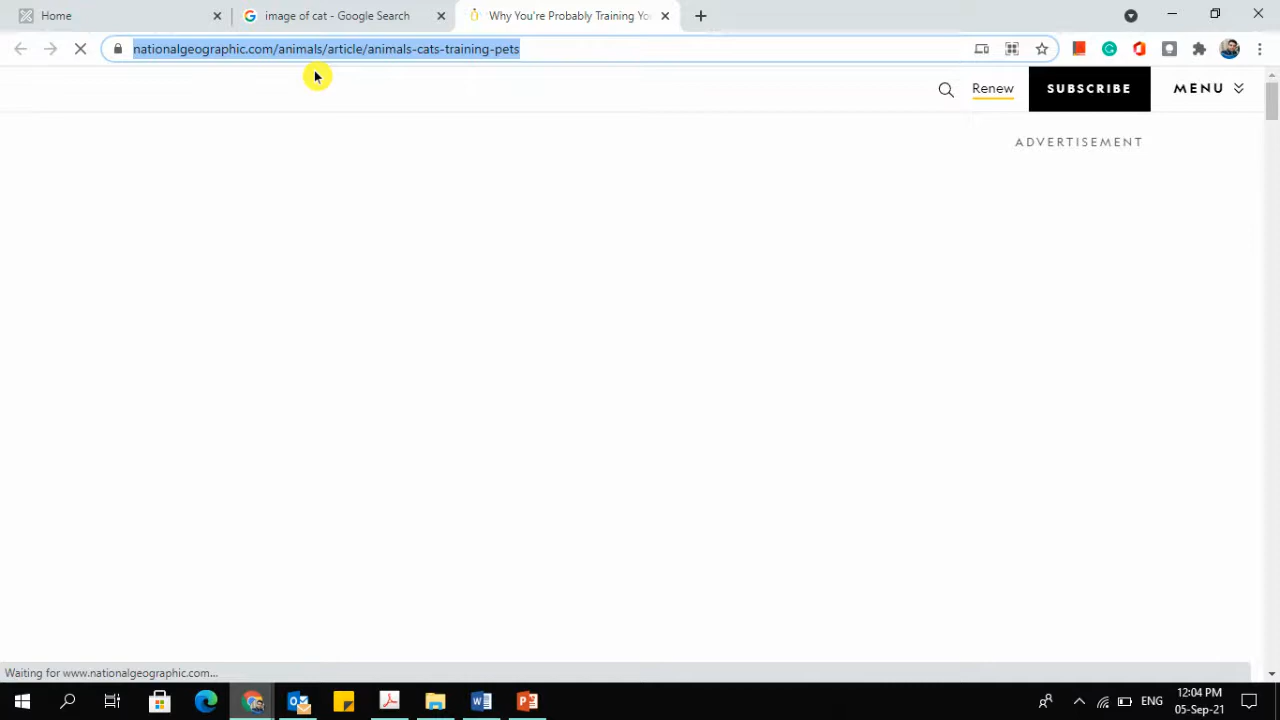 Home
image of cat - Google Search
Why You're Probably Training Yo
nationalgeographic.com/animals/article/animals-cats-training-pets
Renew
SUBSCRIBE
MENU
ADVERTISEMENT
Waiting for www.nationalgeographic.com...
ENG
12:04 PM
05-Sep-21